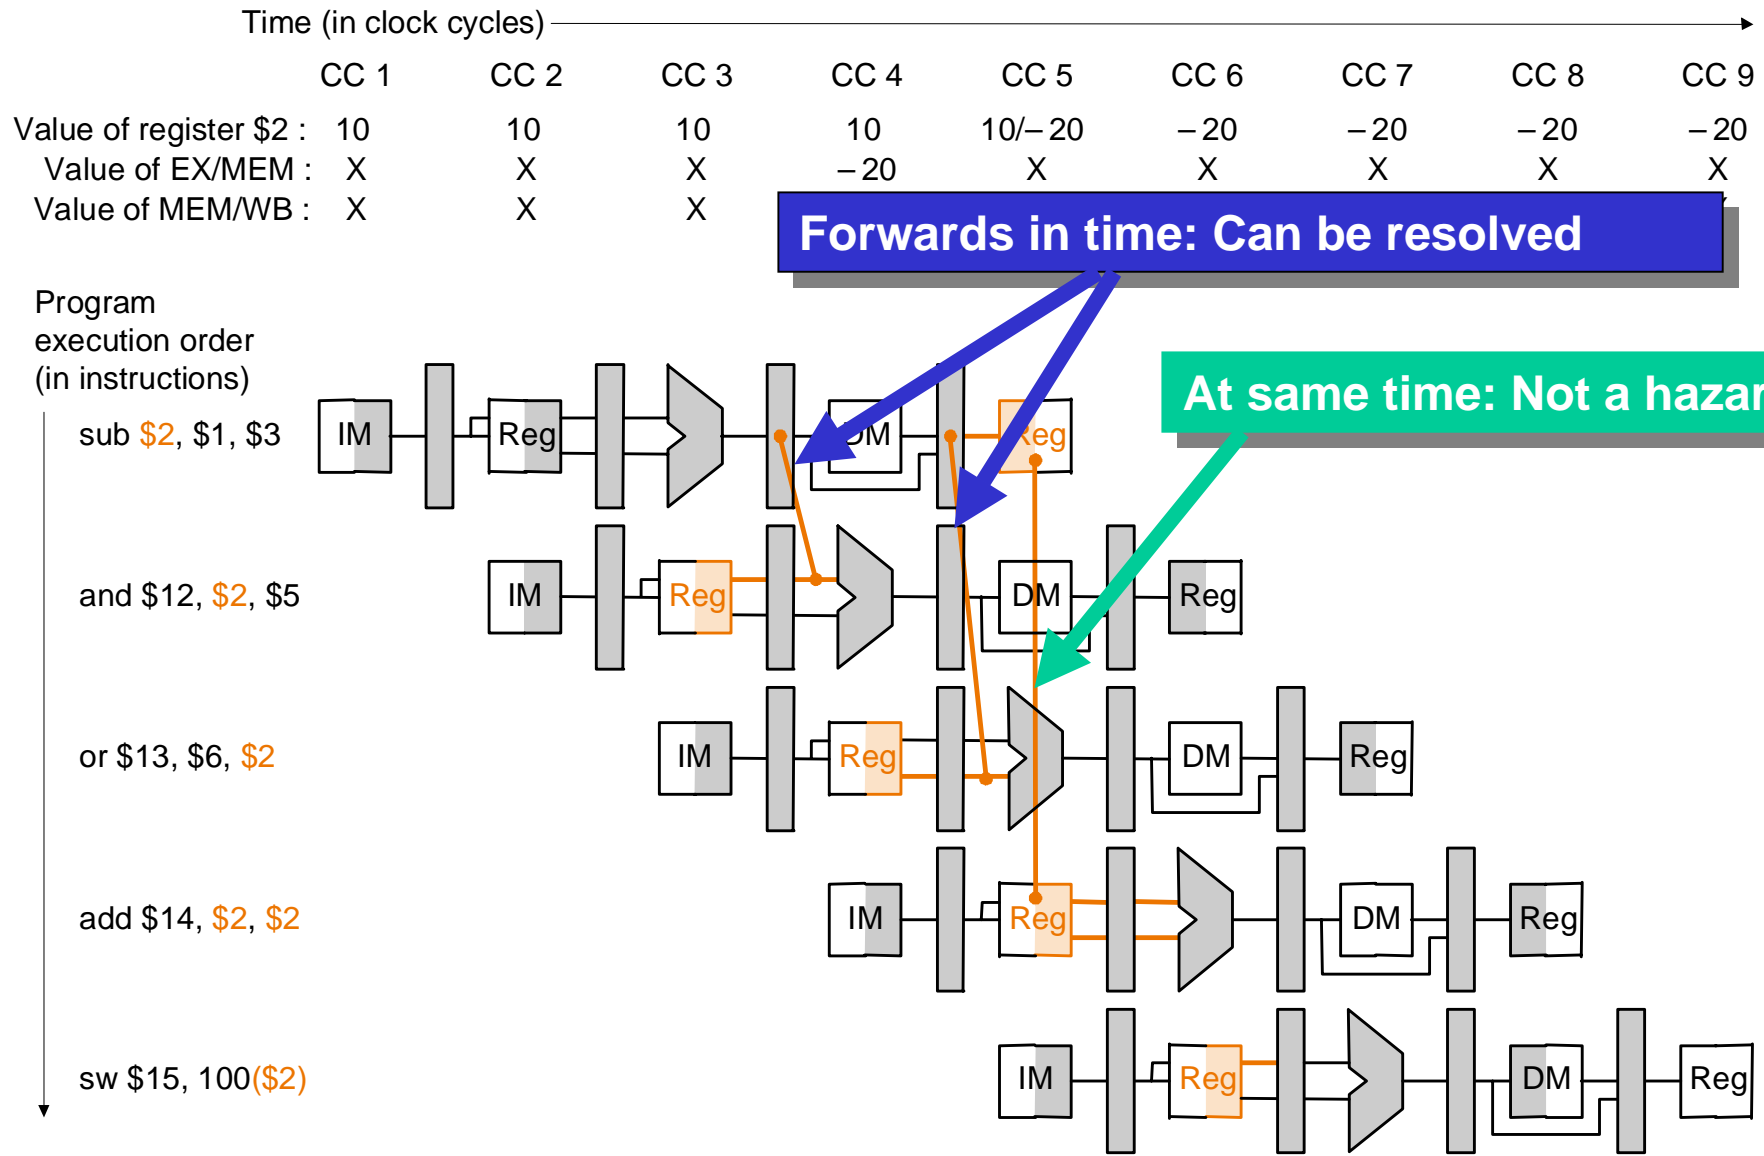 Time (in clock cycles)
CC 1 CC 2 CC 3 CC 4 CC 5 CC 6 CC 7 CC 8 CC 9
Value of register $2 : 10 10 10 10 10/–20 –20 –20 –20 –20
Value of EX/MEM : X X X –20 X X X X X
Value of MEM/WB : X X X
Forwards in time: Can be resolved
Program
execution order
(in instructions)
At same time: Not a hazar
sub $2, $1, $3 IM Reg DM Reg
and $12, $2, $5 IM Reg DM Reg
or $13, $6, $2 IM Reg DM Reg
add $14, $2, $2 IM Reg DM Reg
sw $15, 100($2) IM Reg DM Reg